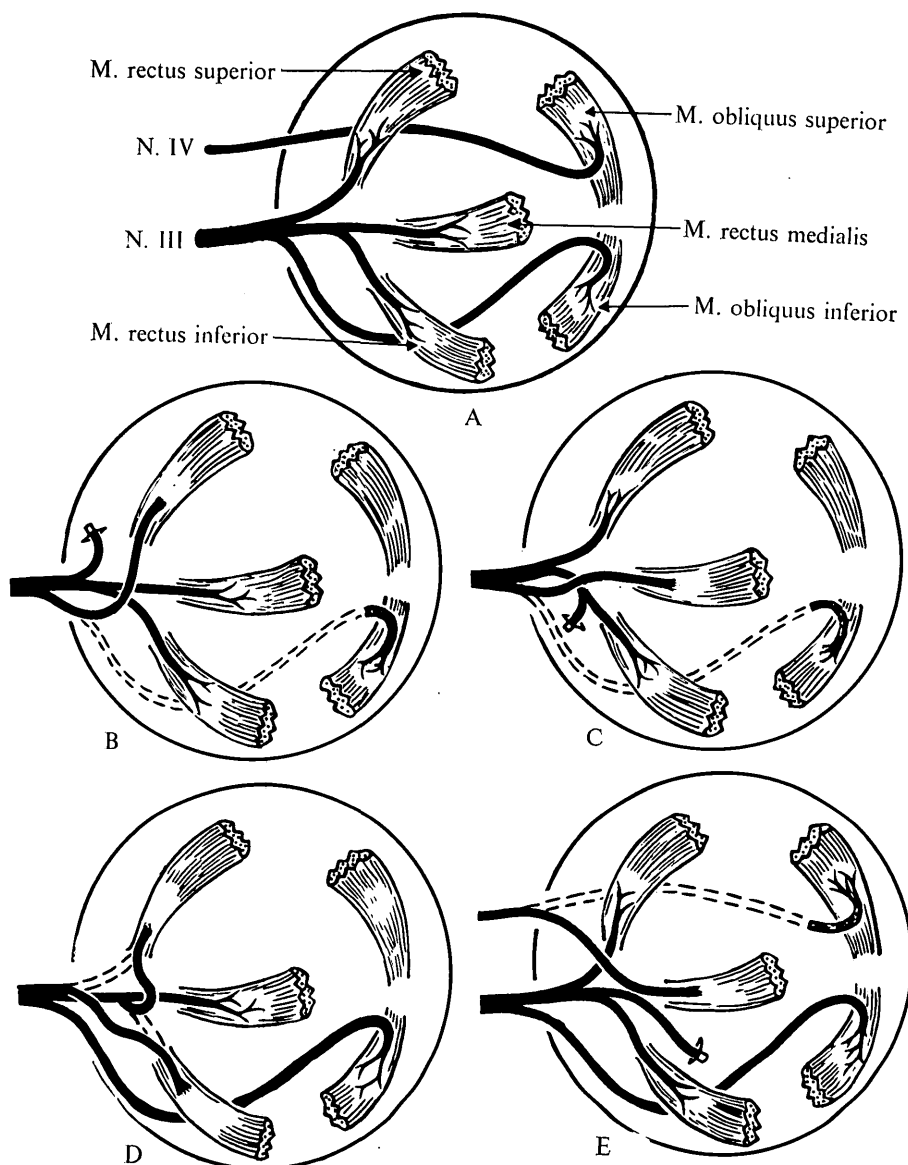 M. rectus superior
M. obliquus superior
N. IV
N. III
M. rectus medialis
M. obliquus inferior
M. rectus inferior
A
B
C
D
E